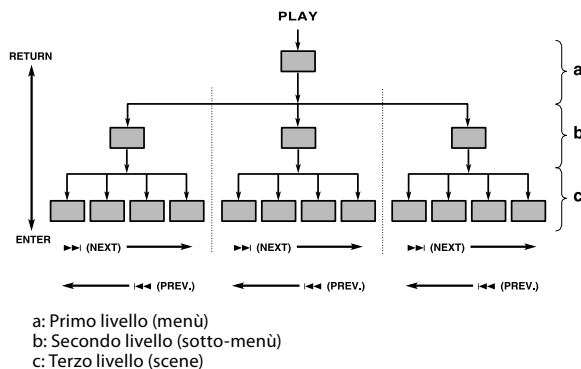 PLAY
RETURN
a
b
c
ENTER
▶▶| (NEXT) ▶▶| (NEXT) ▶▶| (NEXT)
|◀◀ (PREV.) |◀◀ (PREV.) |◀◀ (PREV.)
a: Primo livello (menù)
b: Secondo livello (sotto-menù)
c: Terzo livello (scene)